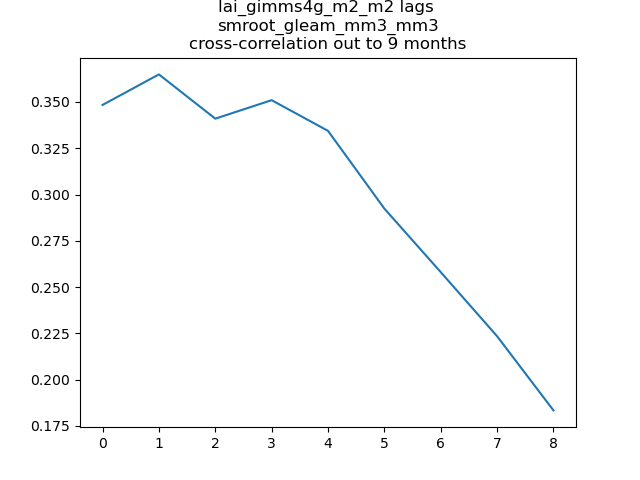 lai_gimms4g_m2_m2 lags
smroot_gleam_mm3_mm3
cross-correlation out to 9 months
0.350
0.325
0.300
0.275
0.250
0.225
0.200
0.175
0 1 2 3 4 5 6 7 8